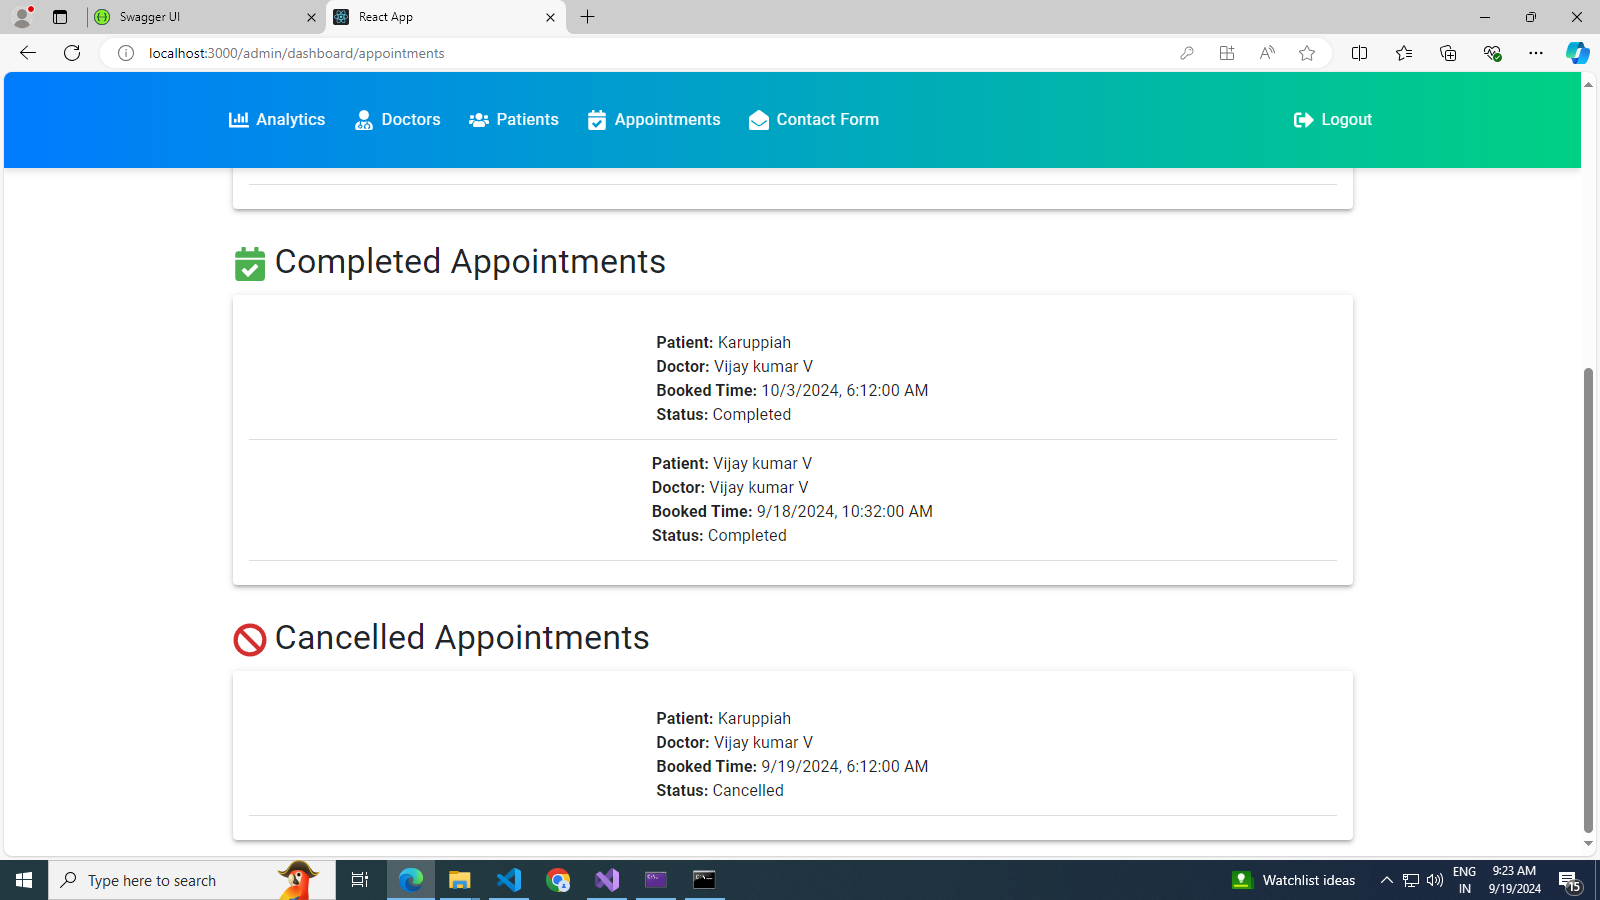 Swagger UI
React App
localhost:3000/admin/dashboard/appointments
Analytics
Doctors
Patients
Appointments
Contact Form
Logout
Completed Appointments
Patient: Karuppiah
Doctor: Vijay kumar V
Booked Time: 10/3/2024, 6:12:00 AM
Status: Completed
Patient: Vijay kumar V
Doctor: Vijay kumar V
Booked Time: 9/18/2024, 10:32:00 AM
Status: Completed
Cancelled Appointments
Patient: Karuppiah
Doctor: Vijay kumar V
Booked Time: 9/19/2024, 6:12:00 AM
Status: Cancelled
Type here to search
Watchlist ideas
ENG
IN
9:23 AM
9/19/2024
15